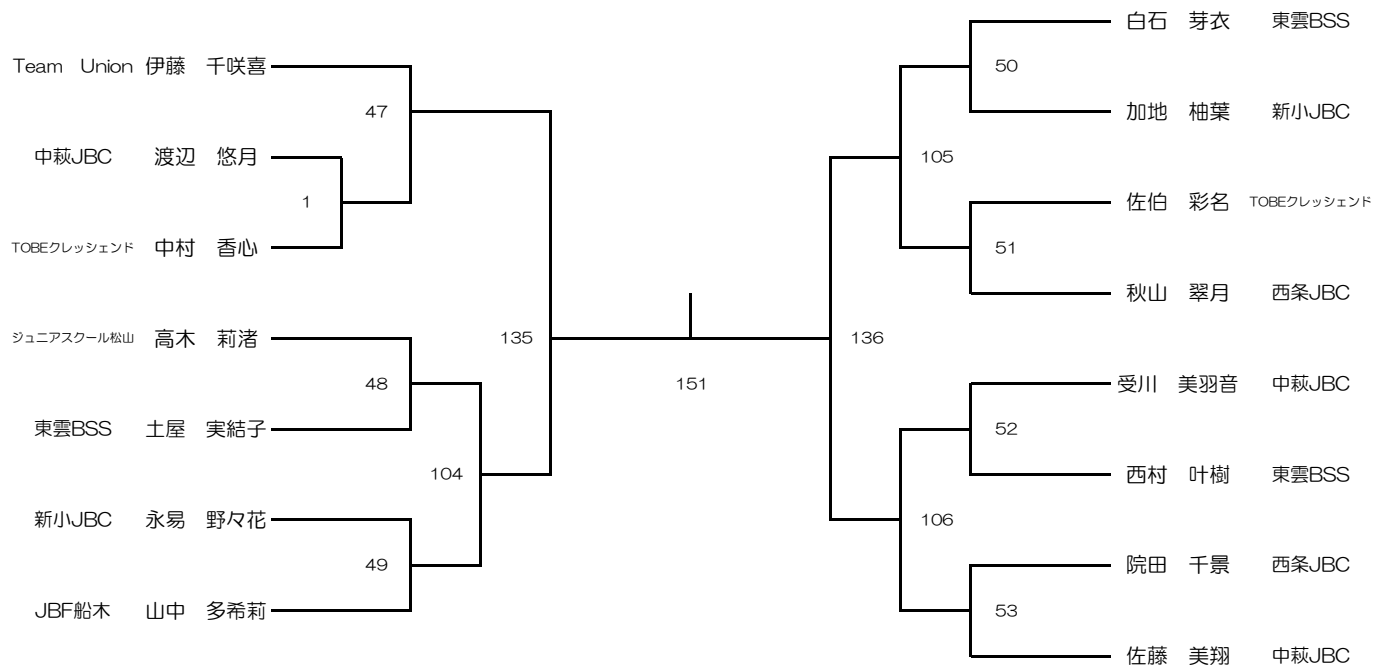 白石　芽衣　東雲BSS
Team　Union 伊藤　千咲喜
50
47
加地　柚葉　新小JBC
中萩JBC　渡辺　悠月
105
1
佐伯　彩名　TOBEクレッシェンド
TOBEクレッシェンド　中村　香心
51
秋山　翠月　西条JBC
ジュニアスクール松山　高木　莉渚
135
136
48
151
受川　美羽音　中萩JBC
東雲BSS　土屋　実結子
52
104
西村　叶樹　東雲BSS
新小JBC　永易　野々花
106
49
院田　千景　西条JBC
JBF船木　山中　多希莉
53
佐藤　美翔　中萩JBC